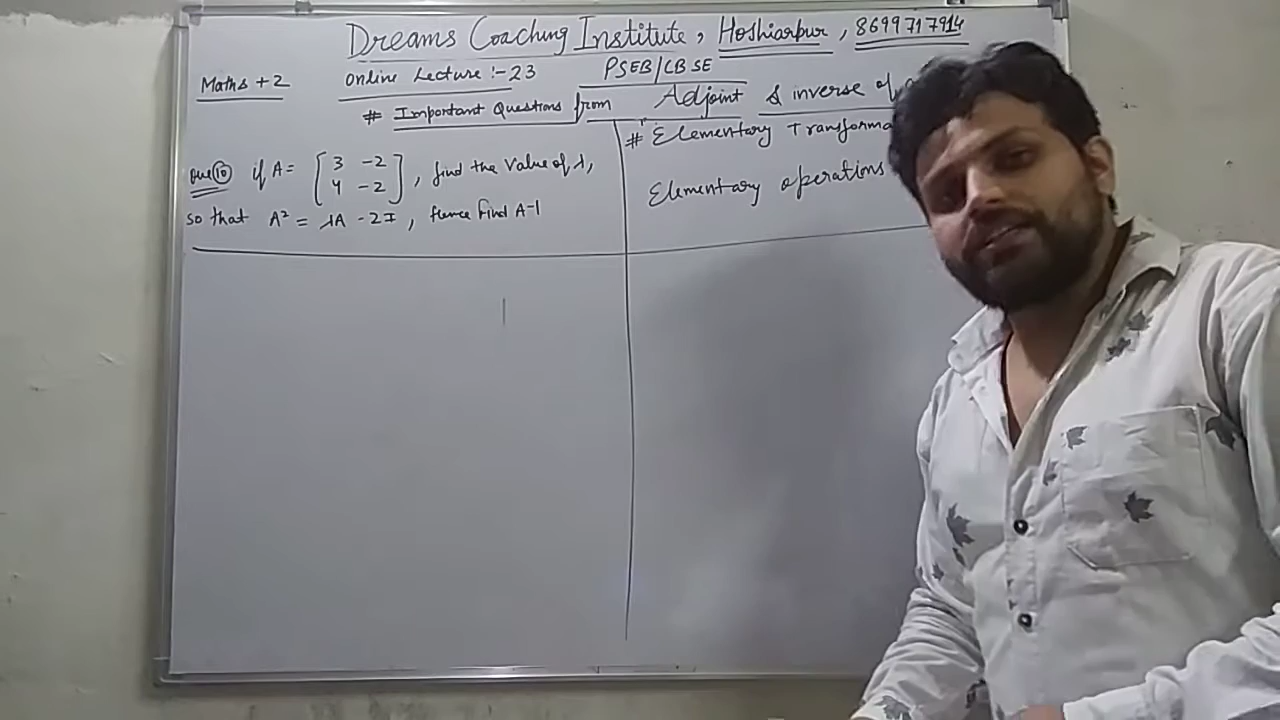 Dreams Coaching Institute, Hoshiarpur, 8699717914
Maths +2 Online Lecture :- 23 PSEB/CBSE
# Important Questions from Adjoint & inverse of
Que 10 if A = [3 -2
4 -2], find the value of λ,
so that A² = λA - 2I, Hence Find A-1
# Elementary Transforma
Elementary operations